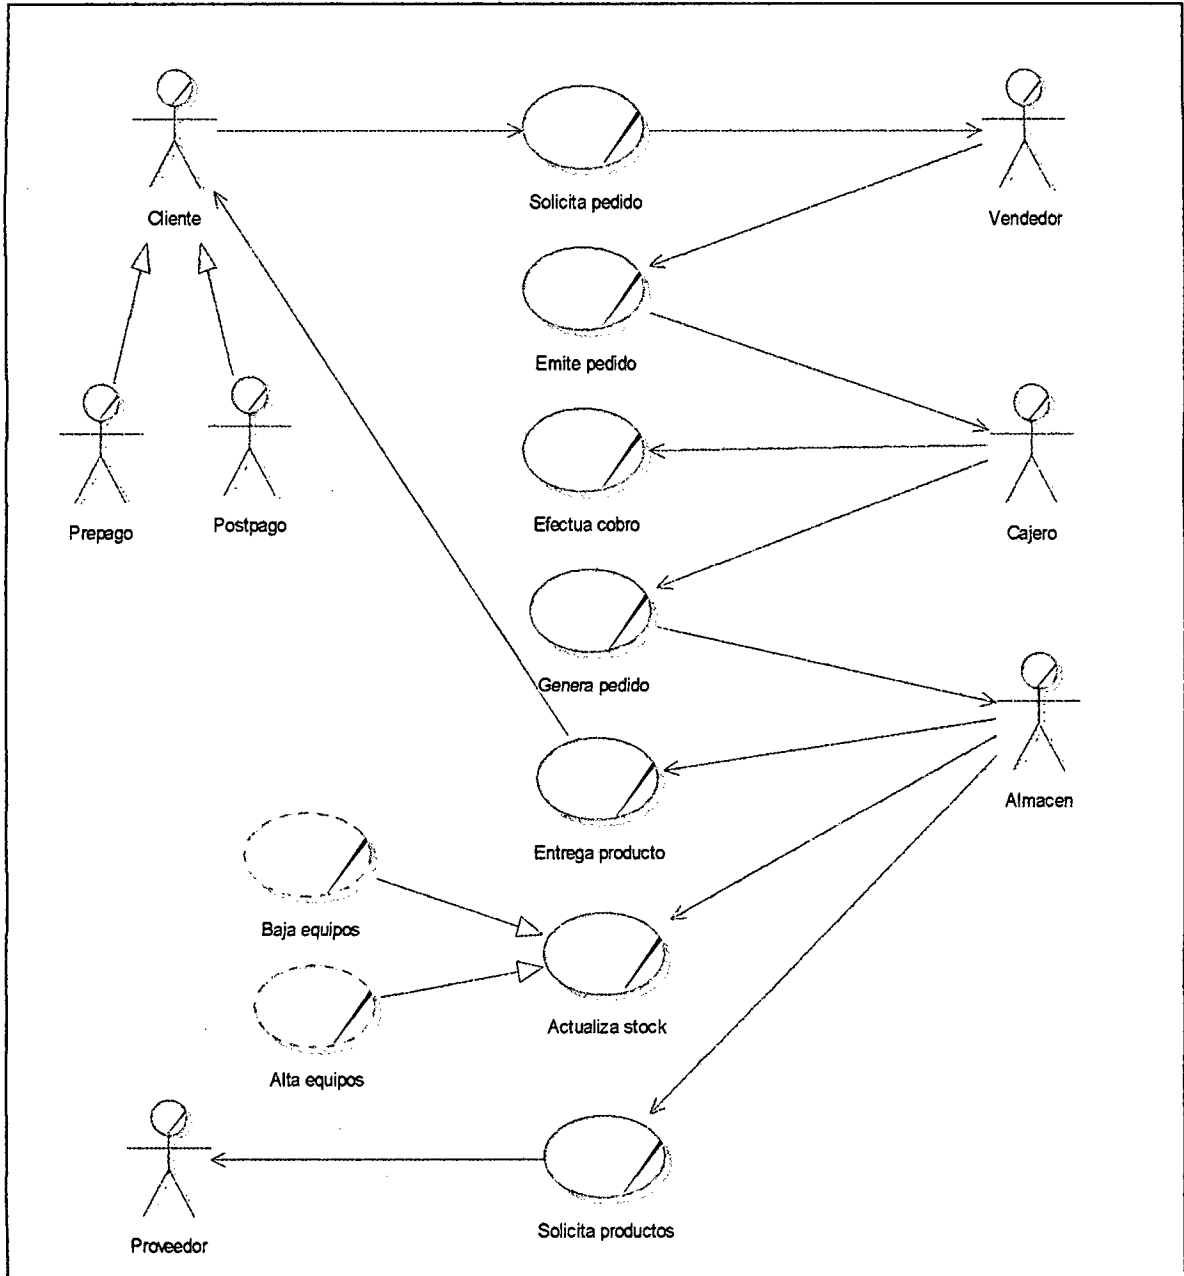 Cliente
Solicita pedido
Vendedor
Emite pedido
Prepago
Postpago
Efectua cobro
Cajero
Genera pedido
Almacen
Entrega producto
Baja equipos
Actualiza stock
Alta equipos
Solicita productos
Proveedor